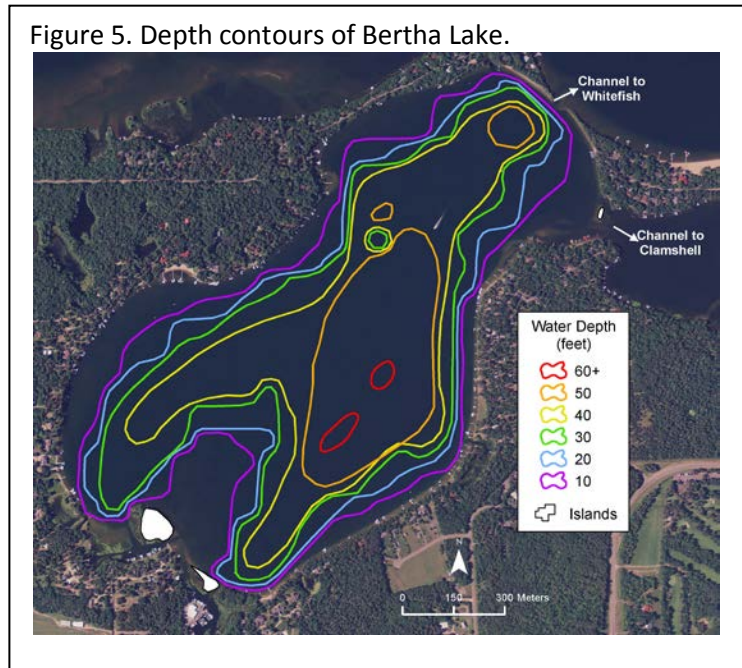 Figure 5. Depth contours of Bertha Lake.
Channel to
Whitefish
Channel to
Clamshell
Water Depth
(feet)
60+
50
40
30
20
10
Islands
0 150 300 Meters